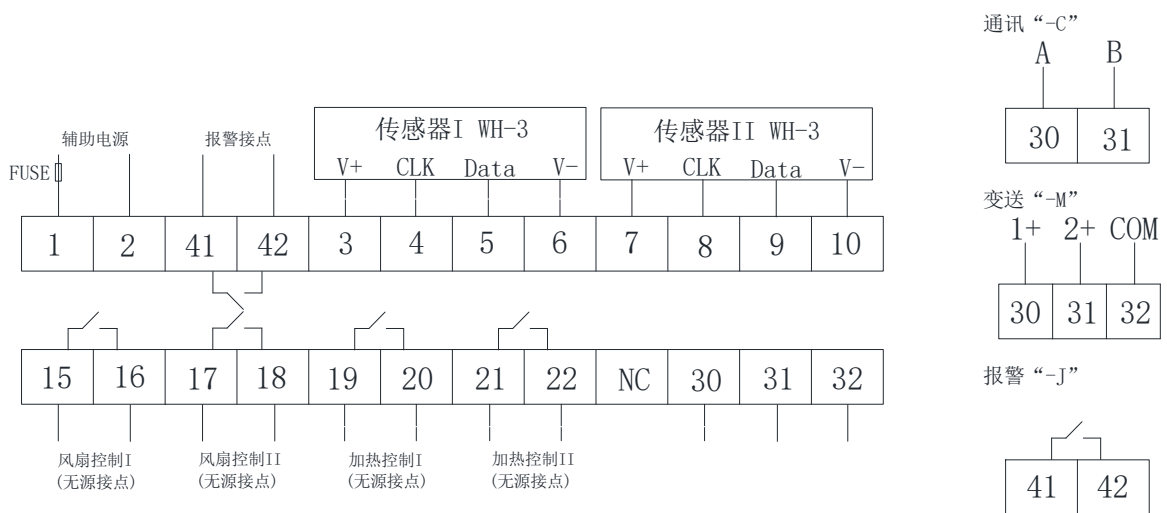 通讯“-C”
A B
30 31
变送“-M”
1+ 2+ COM
30 31 32
报警“-J”
41 42
辅助电源 报警接点
FUSE
传感器I WH-3 传感器II WH-3
V+ CLK Data V- V+ CLK Data V-
1 2 41 42 3 4 5 6 7 8 9 10
15 16 17 18 19 20 21 22 NC 30 31 32
风扇控制I 风扇控制II 加热控制I 加热控制II
(无源接点) (无源接点) (无源接点) (无源接点)